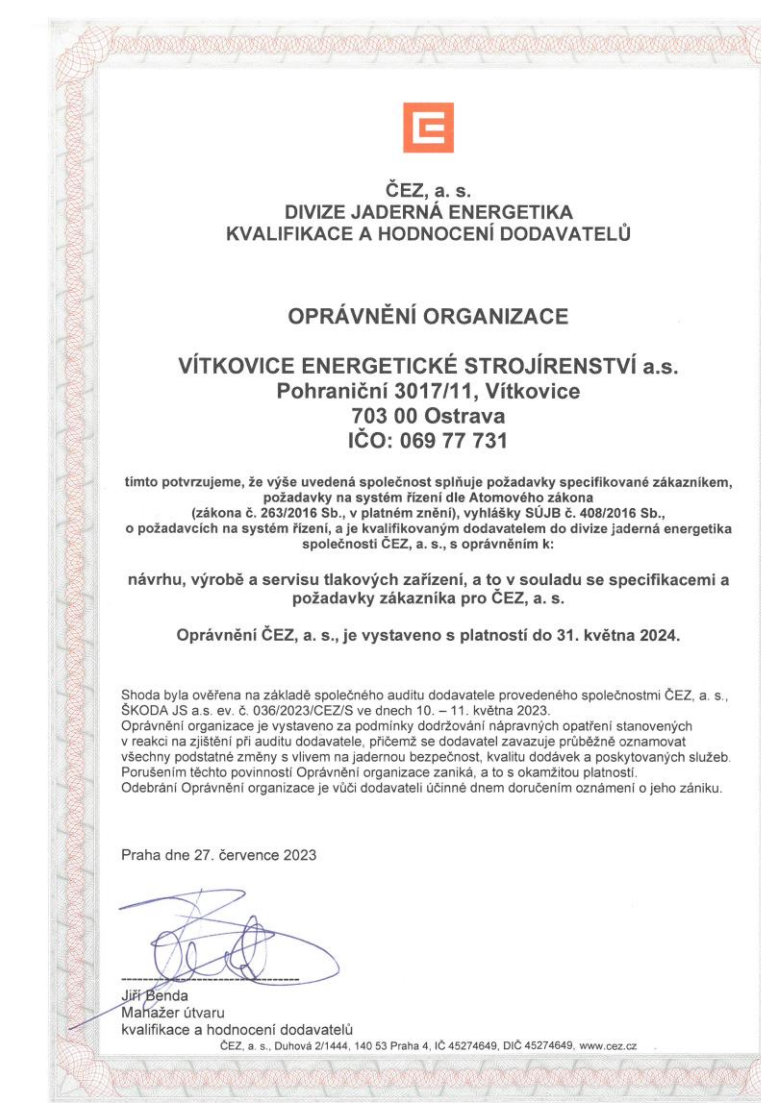 ČEZ, a. s.
DIVIZE JADERNÁ ENERGETIKA
KVALIFIKACE A HODNOCENÍ DODAVATELŮ
OPRÁVNĚNÍ ORGANIZACE
VÍTKOVICE ENERGETICKÉ STROJÍRENSTVÍ a.s.
Pohraniční 3017/11, Vítkovice
703 00 Ostrava
IČO: 069 77 731
tímto potvrzujeme, že výše uvedená společnost splňuje požadavky specifikované zákazníkem,
požadavky na systém řízení dle Atomového zákona
(zákona č. 263/2016 Sb., v platném znění), vyhlášky SÚJB č. 408/2016 Sb.,
o požadavcích na systém řízení, a je kvalifikovaným dodavatelem do divize jaderná energetika
společnosti ČEZ, a. s., s oprávněním k:
návrhu, výrobě a servisu tlakových zařízení, a to v souladu se specifikacemi a
požadavky zákazníka pro ČEZ, a. s.
Oprávnění ČEZ, a. s., je vystaveno s platností do 31. května 2024.
Shoda byla ověřena na základě společného auditu dodavatele provedeného společnostmi ČEZ, a. s.,
ŠKODA JS a.s. ev. č. 036/2023/CEZ/S ve dnech 10. – 11. května 2023.
Oprávnění organizace je vystaveno za podmínky dodržování nápravných opatření stanovených
v reakci na zjištění při auditu dodavatele, přičemž se dodavatel zavazuje průběžně oznamovat
všechny podstatné změny s vlivem na jadernou bezpečnost, kvalitu dodávek a poskytovaných služeb.
Porušením těchto povinností Oprávnění organizace zaniká, a to s okamžitou platností.
Odebrání Oprávnění organizace je vůči dodavateli účinné dnem doručením oznámení o jeho zániku.
Praha dne 27. července 2023
Jiří Benda
Manažer útvaru
kvalifikace a hodnocení dodavatelů
ČEZ, a. s., Duhová 2/1444, 140 53 Praha 4, IČ 45274649, DIČ 45274649, www.cez.cz